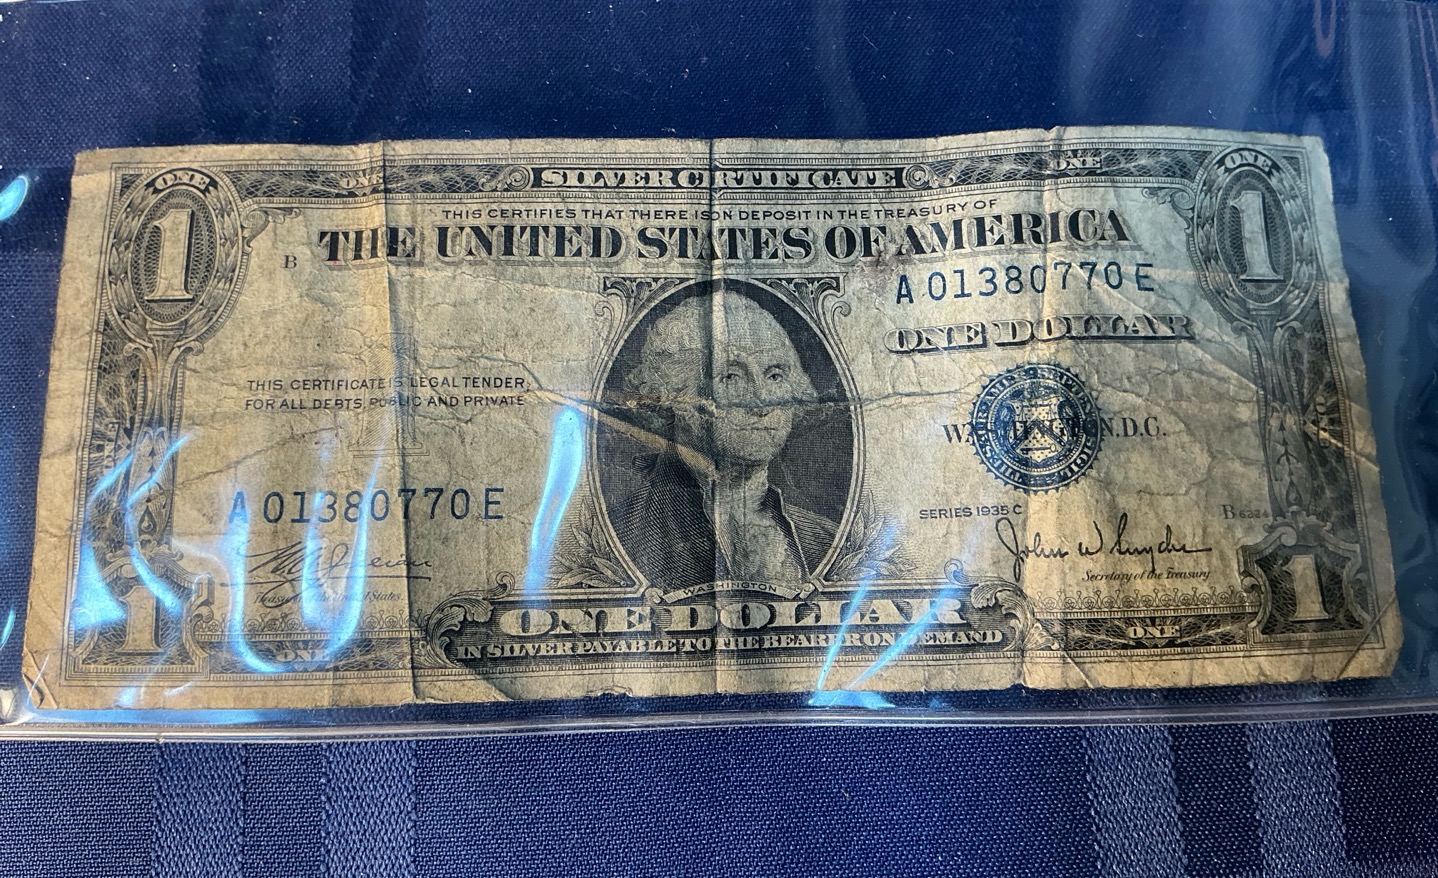 ONE
ONE
SILVER CERTIFICATE
ONE
ONE
1
1
THIS CERTIFIES THAT THERE IS ON DEPOSIT IN THE TREASURY OF
THE UNITED STATES OF AMERICA
B
A 01380770 E
ONE DOLLAR
THIS CERTIFICATE IS LEGAL TENDER
FOR ALL DEBTS, PUBLIC AND PRIVATE
WASHINGTON, D.C.
A 01380770 E
SERIES 1935 C
B
John W Snyder
Secretary of the Treasury
WASHINGTON
1
ONE DOLLAR
1
ONE
IN SILVER PAYABLE TO THE BEARER ON DEMAND
ONE